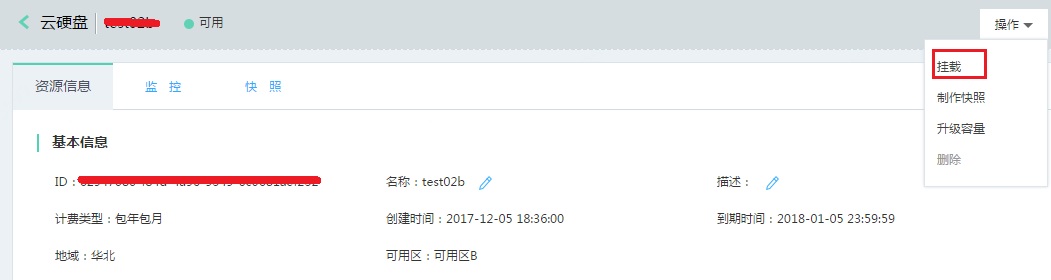 云硬盘 test02b 可用 操作
挂载
制作快照
升级容量
删除
资源信息 监 控 快 照
基本信息
ID: 名称：test02b 描述：
计费类型：包年包月 创建时间：2017-12-05 18:36:00 到期时间：2018-01-05 23:59:59
地域：华北 可用区：可用区B